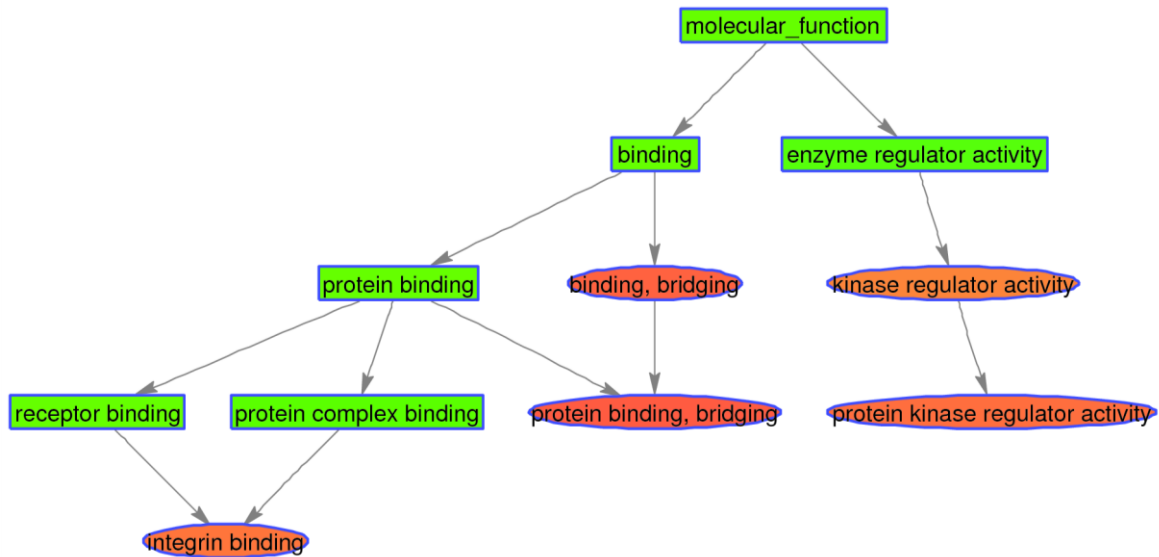 molecular_function
binding
enzyme regulator activity
protein binding
binding, bridging
kinase regulator activity
receptor binding
protein complex binding
protein binding, bridging
protein kinase regulator activity
integrin binding